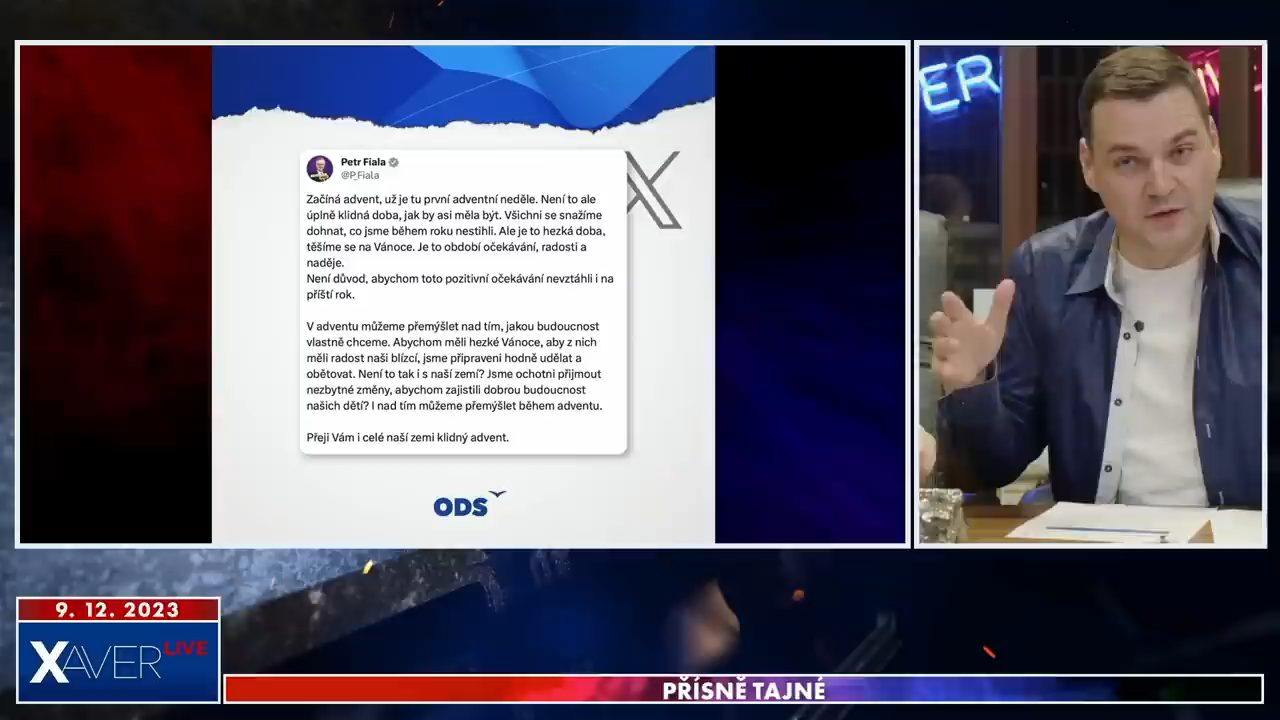 Petr Fiala
@P_Fiala
X
Začíná advent, už je tu první adventní neděle. Není to ale
úplně klidná doba, jak by asi měla být. Všichni se snažíme
dohnat, co jsme během roku nestihli. Ale je to hezká doba,
těšíme se na Vánoce. Je to období očekávání, radosti a
naděje.
Není důvod, abychom toto pozitivní očekávání nevztáhli i na
příští rok.
V adventu můžeme přemýšlet nad tím, jakou budoucnost
vlastně chceme. Abychom měli hezké Vánoce, aby z nich
měli radost naši blízcí, jsme připraveni hodně udělat a
obětovat. Není to tak i s naší zemí? Jsme ochotni přijmout
nezbytné změny, abychom zajistili dobrou budoucnost
našich dětí? I nad tím můžeme přemýšlet během adventu.
Přeji Vám i celé naší zemi klidný advent.
ODS
ER
9. 12. 2023
XAVER LIVE
PŘÍSNĚ TAJNÉ